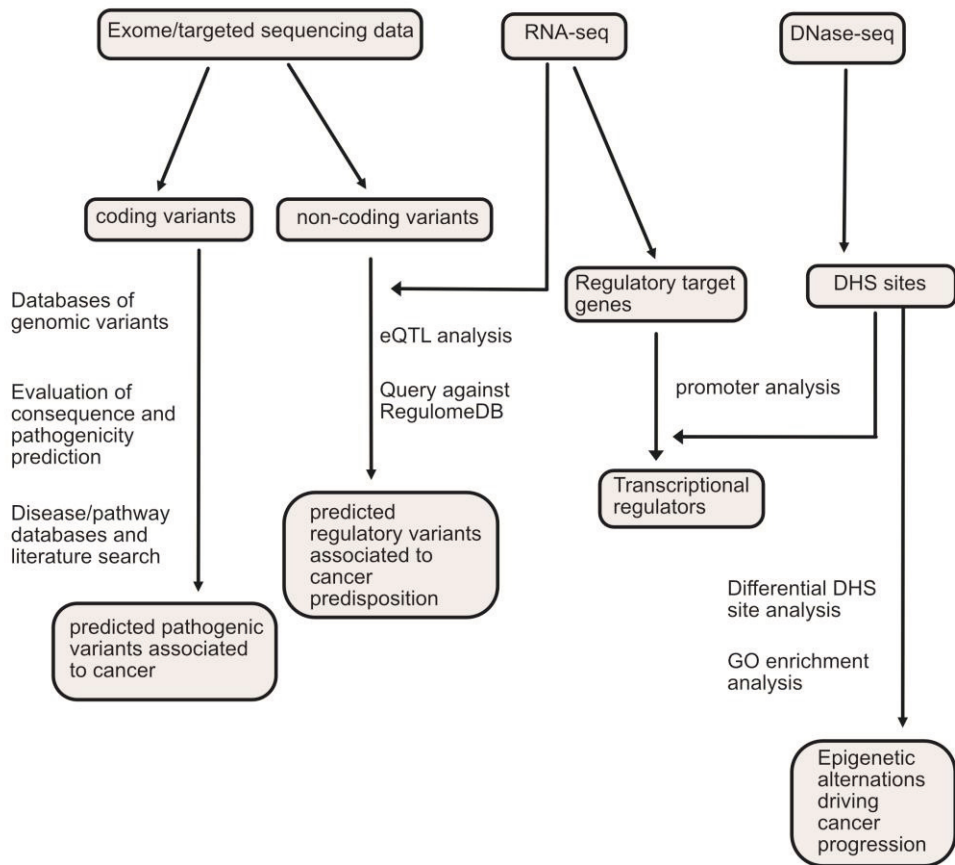 Exome/targeted sequencing data
RNA-seq
DNase-seq
coding variants
non-coding variants
Regulatory target
genes
DHS sites
Databases of
genomic variants
eQTL analysis
Query against
RegulomeDB
promoter analysis
Evaluation of
consequence and
pathogenicity
prediction
Transcriptional
regulators
Disease/pathway
databases and
literature search
predicted
regulatory variants
associated to
cancer
predisposition
Differential DHS
site analysis
GO enrichment
analysis
predicted pathogenic
variants associated
to cancer
Epigenetic
alternations
driving
cancer
progression